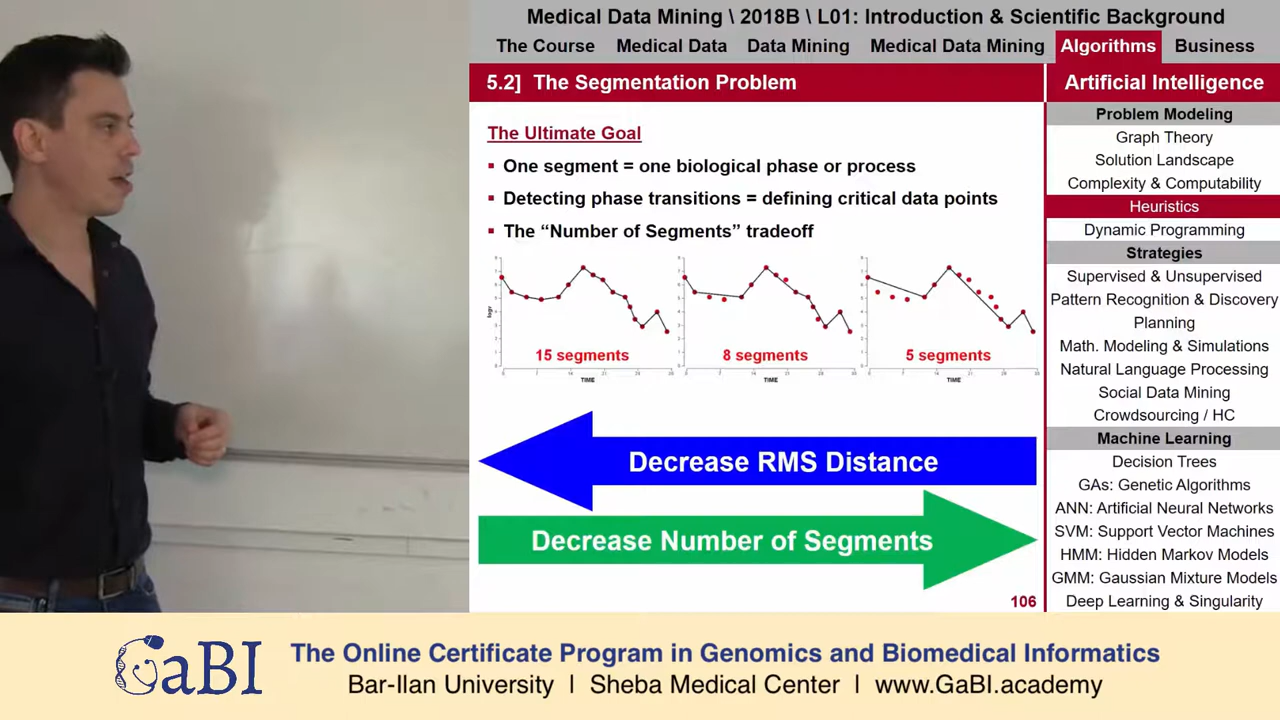 Medical Data Mining \ 2018B \ L01: Introduction & Scientific Background
The Course Medical Data Data Mining Medical Data Mining Algorithms Business
5.2] The Segmentation Problem
The Ultimate Goal
▪ One segment = one biological phase or process
▪ Detecting phase transitions = defining critical data points
▪ The “Number of Segments” tradeoff
15 segments
TIME
8 segments
TIME
5 segments
TIME
Decrease RMS Distance
Decrease Number of Segments
106
Artificial Intelligence
Problem Modeling
Graph Theory
Solution Landscape
Complexity & Computability
Heuristics
Dynamic Programming
Strategies
Supervised & Unsupervised
Pattern Recognition & Discovery
Planning
Math. Modeling & Simulations
Natural Language Processing
Social Data Mining
Crowdsourcing / HC
Machine Learning
Decision Trees
GAs: Genetic Algorithms
ANN: Artificial Neural Networks
SVM: Support Vector Machines
HMM: Hidden Markov Models
GMM: Gaussian Mixture Models
Deep Learning & Singularity
GaBI
The Online Certificate Program in Genomics and Biomedical Informatics
Bar-Ilan University | Sheba Medical Center | www.GaBI.academy